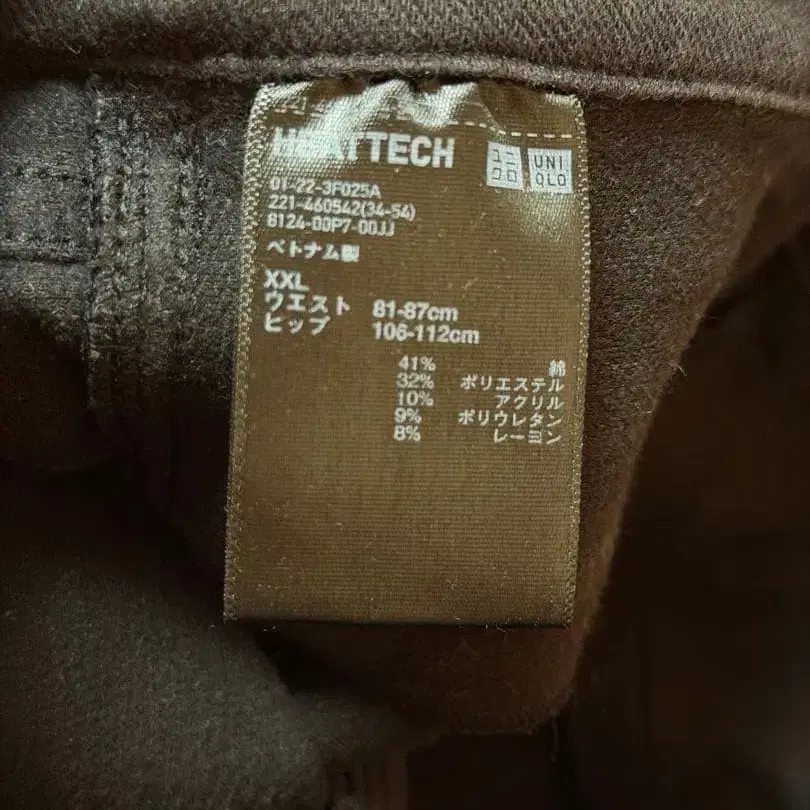 HEATTECH
ユニ
クロ
UNI
QLO
01-22-3F025A
221-460542(34-54)
8124-00P7-00JJ
ベトナム製
XXL
ウエスト 81-87cm
ヒップ 106-112cm
41% 綿
32% ポリエステル
10% アクリル
9% ポリウレタン
8% レーヨン